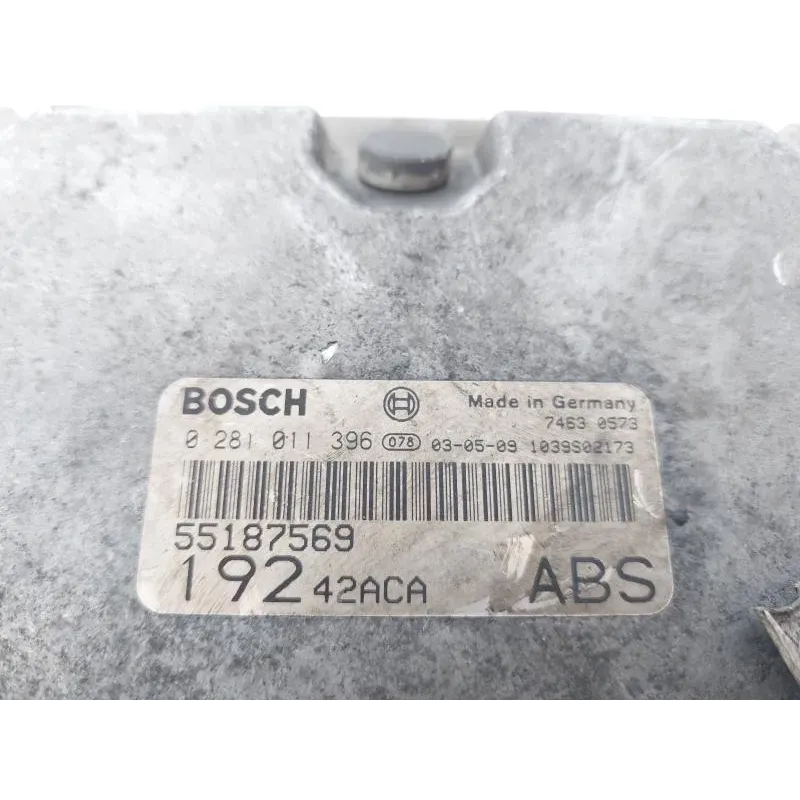 BOSCH Made in Germany
7463 0573
0 281 011 396 078 03-05-09 1039S02173
55187569
192 42ACA ABS